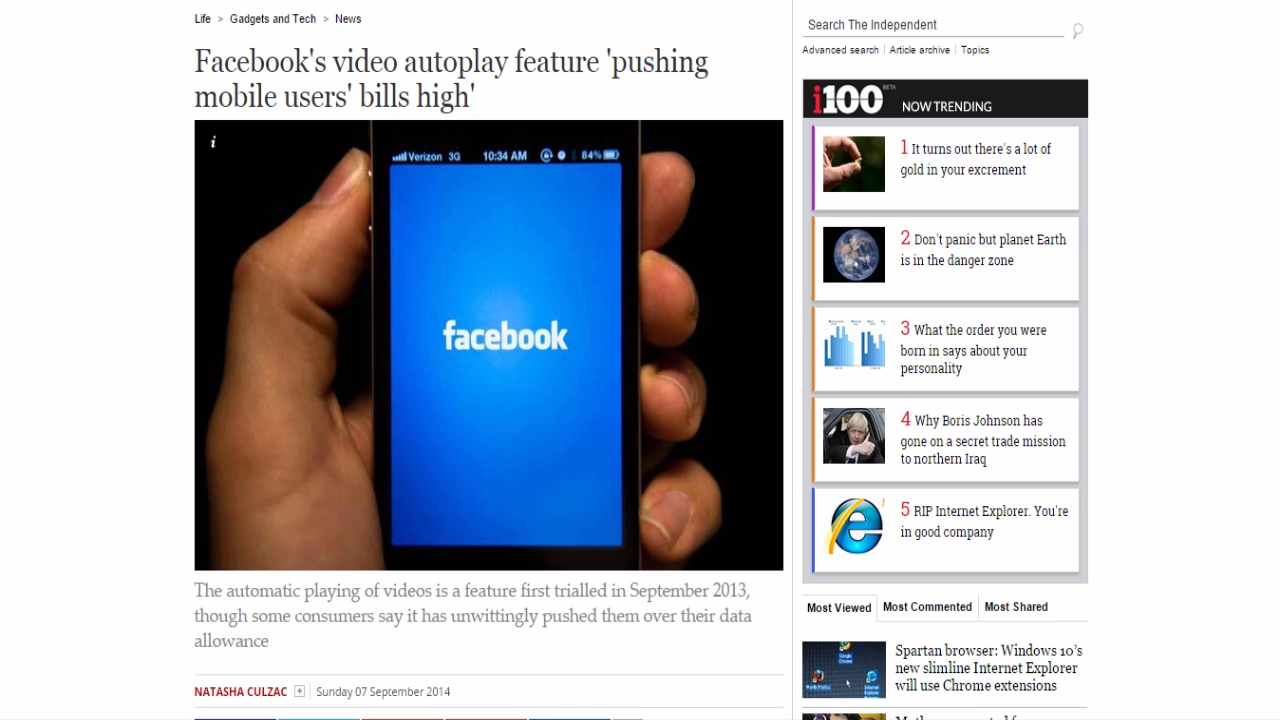 Life > Gadgets and Tech > News
Facebook's video autoplay feature 'pushing
mobile users' bills high'
i
Verizon 3G 10:34 AM 84%
facebook
The automatic playing of videos is a feature first trialled in September 2013,
though some consumers say it has unwittingly pushed them over their data
allowance
NATASHA CULZAC + Sunday 07 September 2014
Search The Independent
Advanced search Article archive Topics
i100 BETA NOW TRENDING
1 It turns out there's a lot of
gold in your excrement
2 Don't panic but planet Earth
is in the danger zone
3 What the order you were
born in says about your
personality
4 Why Boris Johnson has
gone on a secret trade mission
to northern Iraq
5 RIP Internet Explorer. You're
in good company
Most Viewed Most Commented Most Shared
Google
Chrome
Spartan browser: Windows 10's
new slimline Internet Explorer
will use Chrome extensions